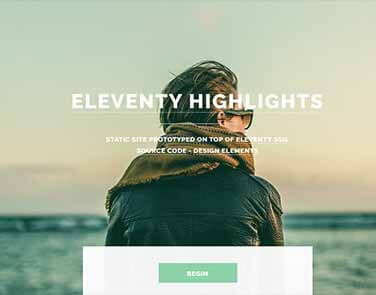 ELEVENTY HIGHLIGHTS
STATIC SITE PROTOTYPED ON TOP OF ELEVENTY SSG
SOURCE CODE - DESIGN ELEMENTS
BEGIN